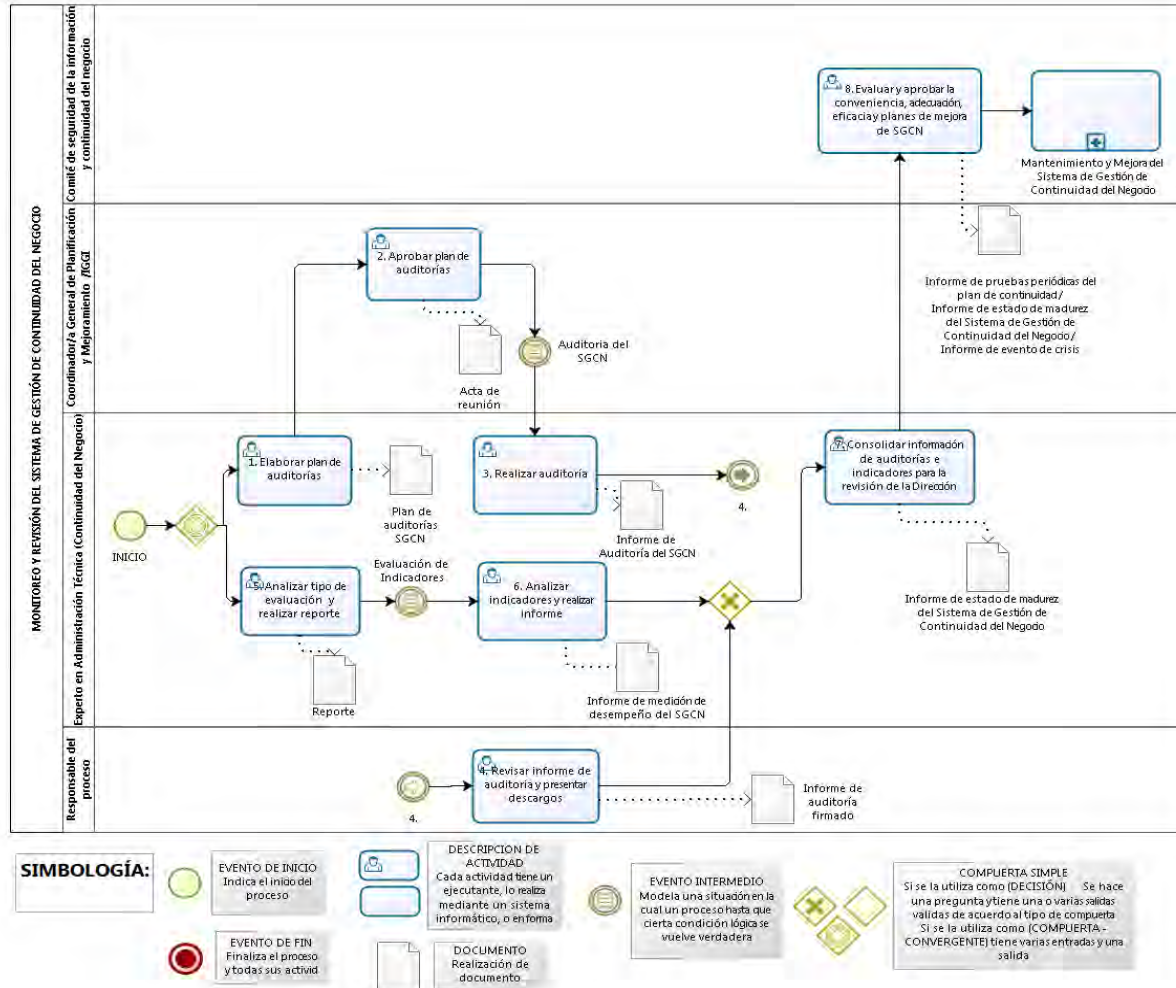 MONITOREO Y REVISIÓN DEL SISTEMA DE GESTIÓN DE CONTINUIDAD DEL NEGOCIO
Comité de seguridad de la información
y continuidad del negocio
8. Evaluar y aprobar la
conveniencia, adecuación,
eficacia y planes de mejora
de SGCN
Mantenimiento y Mejora del
Sistema de Gestión de
Continuidad del Negocio
Informe de pruebas periódicas del
plan de continuidad/
Informe de estado de madurez
del Sistema de Gestión de
Continuidad del Negocio/
Informe de evento de crisis
Coordinador/a General de Planificación
y Mejoramiento /IGGI
2. Aprobar plan de
auditorías
Acta de
reunión
Auditoria del
SGCN
Experto en Administración Técnica (Continuidad del Negocio)
INICIO
1. Elaborar plan de
auditorías
Plan de
auditorías
SGCN
3. Realizar auditoría
Informe de
Auditoría del SGCN
4.
7. Consolidar información
de auditorías e
indicadores para la
revisión de la Dirección
Informe de estado de madurez
del Sistema de Gestión de
Continuidad del Negocio
5. Analizar tipo de
evaluación y
realizar reporte
Reporte
Evaluación de
Indicadores
6. Analizar
indicadores y realizar
informe
Informe de medición de
desempeño del SGCN
Responsable del
proceso
4.
4. Revisar informe de
auditoria y presentar
descargos
Informe de
auditoría
firmado
SIMBOLOGÍA:
EVENTO DE INICIO
Indica el inicio del
proceso
EVENTO DE FIN
Finaliza el proceso
y todas sus activid
DESCRIPCION DE
ACTIVIDAD
Cada actividad tiene un
ejecutante, lo realiza
mediante un sistema
informático, o en forma
DOCUMENTO
Realización de
documento
EVENTO INTERMEDIO
Modela una situación en la
cual un proceso hasta que
cierta condición lógica se
vuelve verdadera
COMPUERTA SIMPLE
Si se la utiliza como (DECISIÓN) Se hace
una pregunta y tiene una o varias salidas
validas de acuerdo al tipo de compuerta
Si se la utiliza como (COMPUERTA -
CONVERGENTE) tiene varias entradas y una
salida